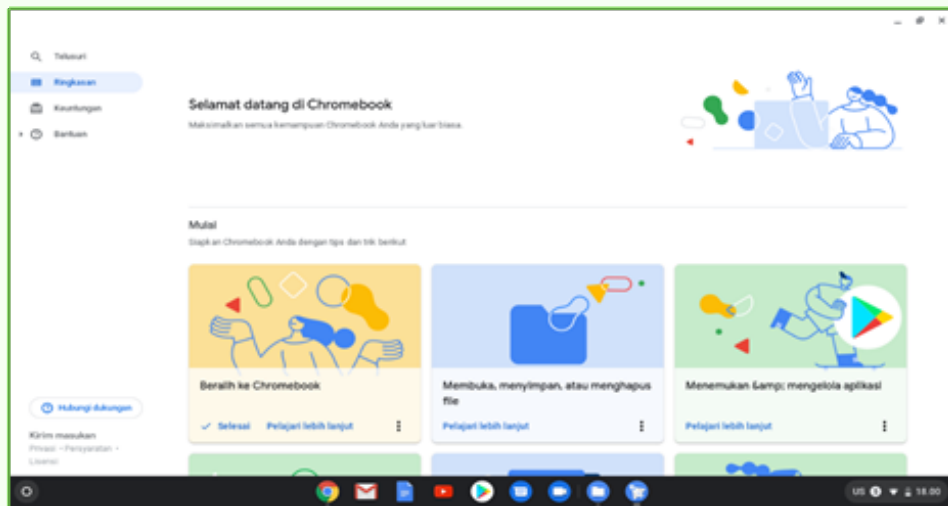 Telusuri
Ringkasan
Keuntungan
Bantuan
Selamat datang di Chromebook
Maksimalkan semua kemampuan Chromebook Anda yang luar biasa.
Mulai
Siapkan Chromebook Anda dengan tips dan trik berikut
Beralih ke Chromebook
Selesai Pelajari lebih lanjut
Membuka, menyimpan, atau menghapus
file
Pelajari lebih lanjut
Menemukan &amp; mengelola aplikasi
Pelajari lebih lanjut
Hubungi dukungan
Kirim masukan
Privasi • Persyaratan •
Lisensi
US 18.00